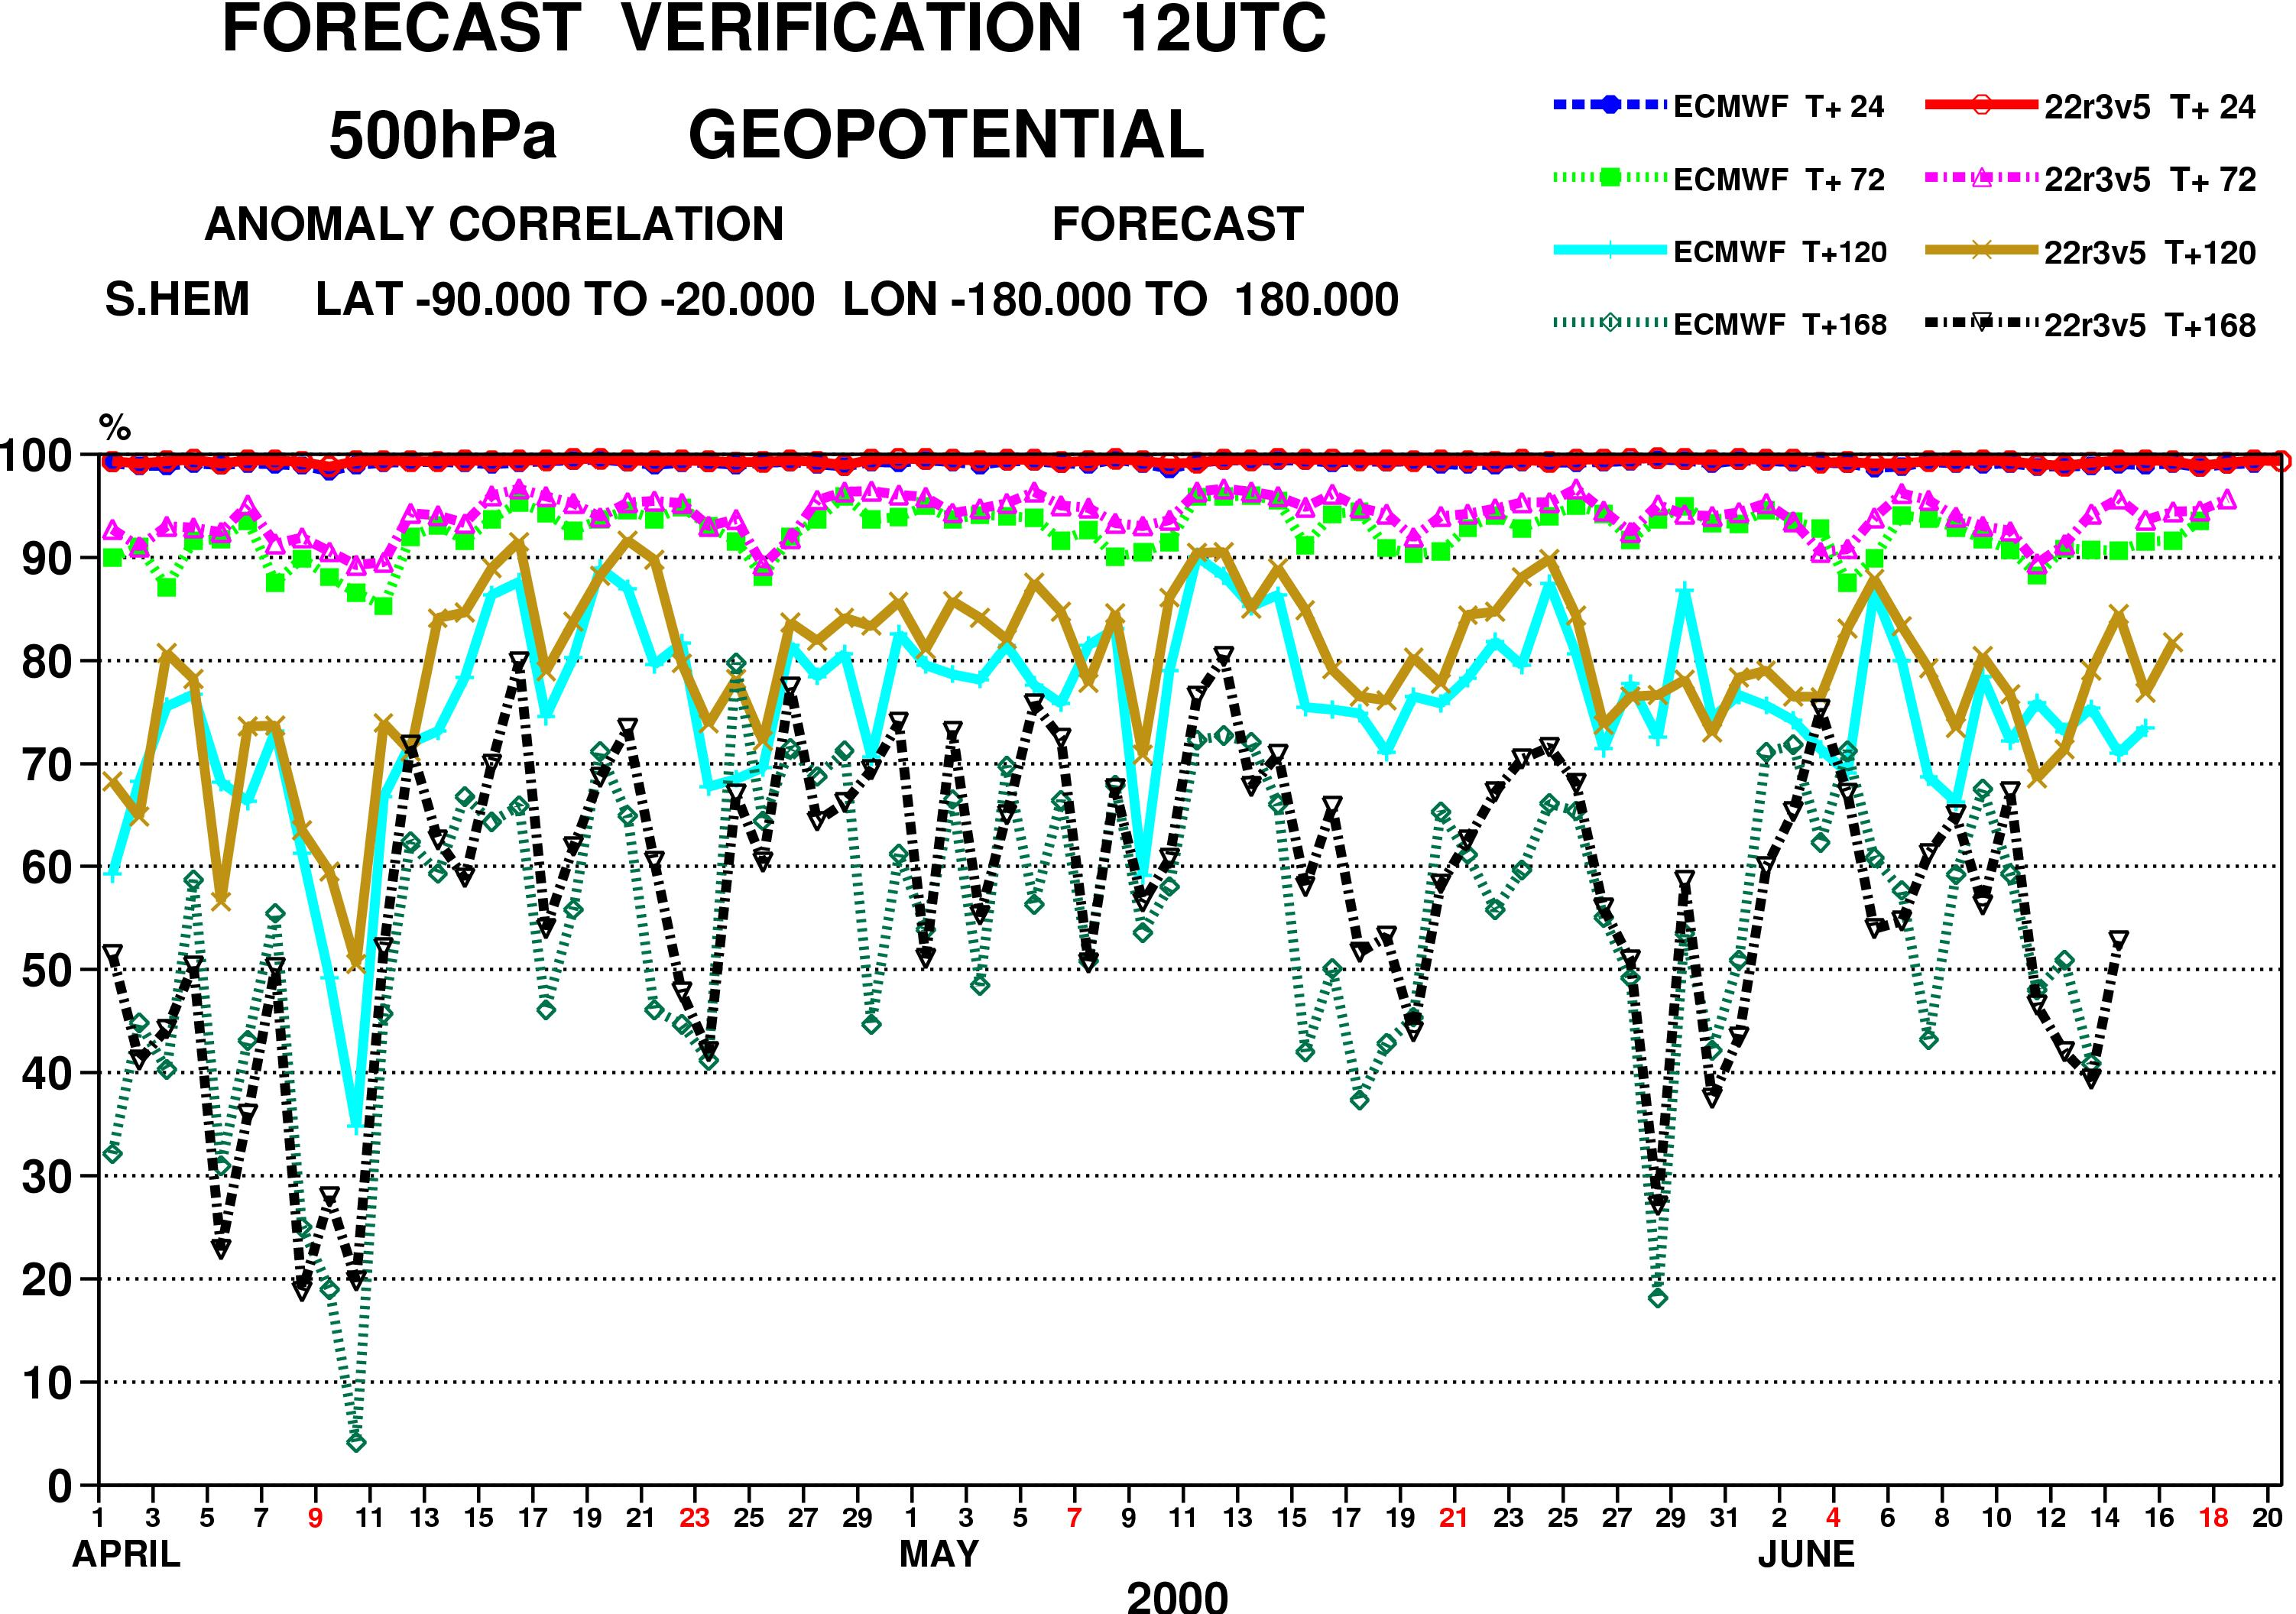 FORECAST VERIFICATION 12UTC
500hPa GEOPOTENTIAL
ANOMALY CORRELATION FORECAST
S.HEM LAT -90.000 TO -20.000 LON -180.000 TO 180.000
ECMWF T+ 24 22r3v5 T+ 24
ECMWF T+ 72 22r3v5 T+ 72
ECMWF T+120 22r3v5 T+120
ECMWF T+168 22r3v5 T+168
%
100
90
80
70
60
50
40
30
20
10
0
1 3 5 7 9 11 13 15 17 19 21 23 25 27 29 1 3 5 7 9 11 13 15 17 19 21 23 25 27 29 31 2 4 6 8 10 12 14 16 18 20
APRIL MAY JUNE
2000